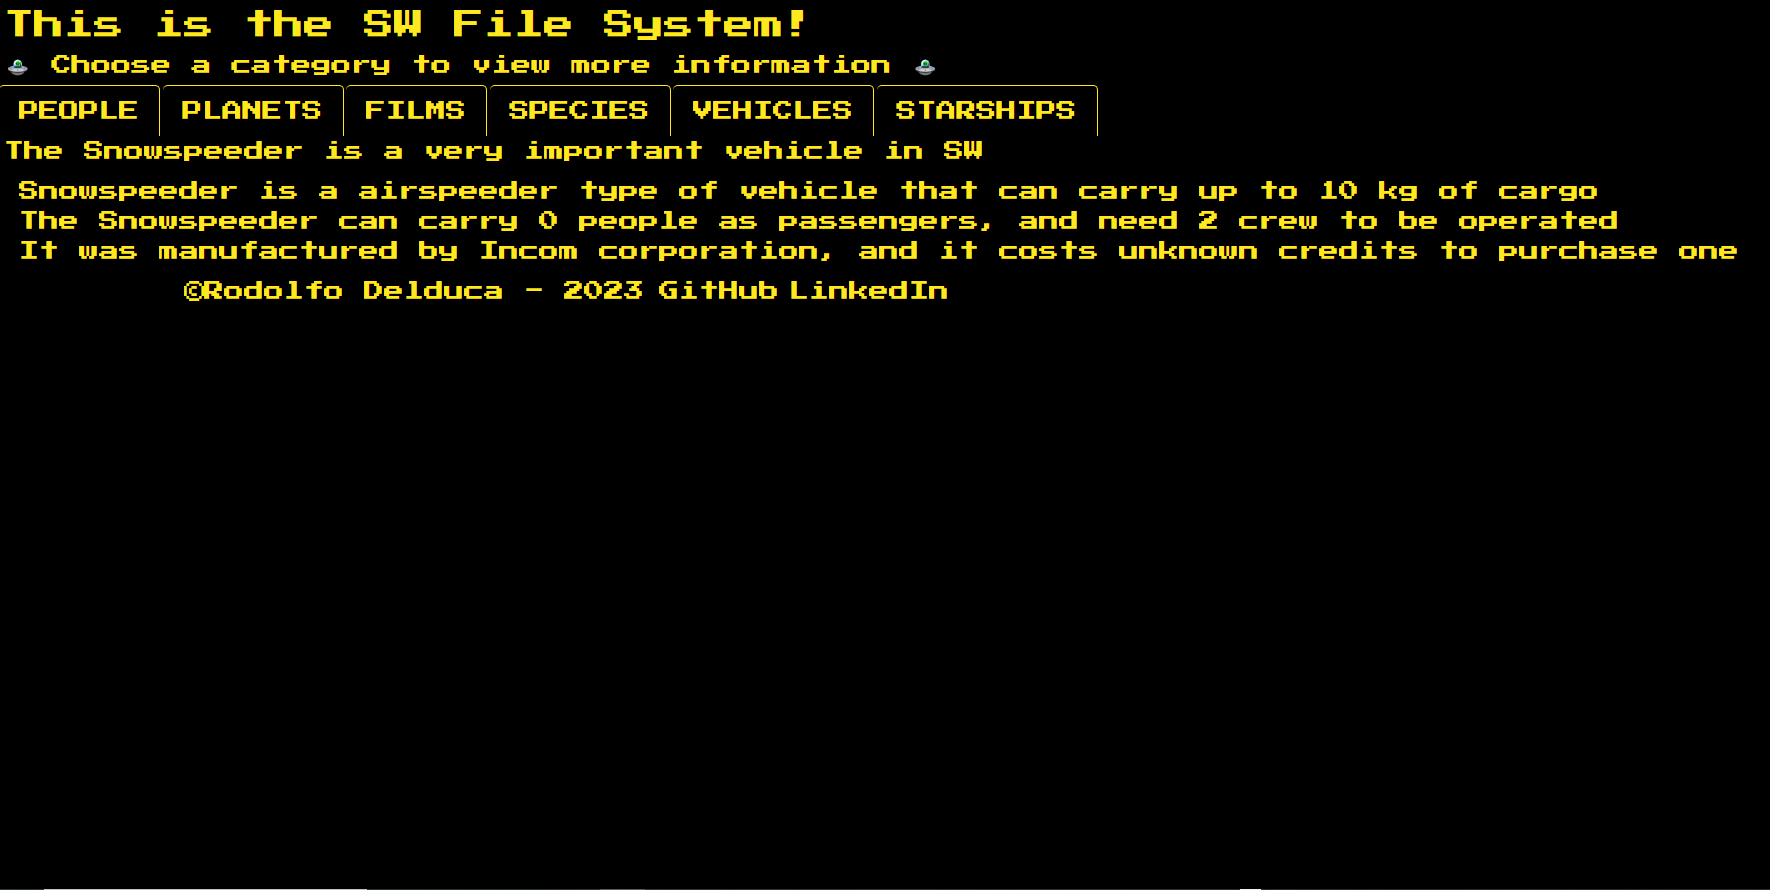 This is the SW File System!
🛸 Choose a category to view more information 🛸
PEOPLE PLANETS FILMS SPECIES VEHICLES STARSHIPS
The Snowspeeder is a very important vehicle in SW
Snowspeeder is a airspeeder type of vehicle that can carry up to 10 kg of cargo
The Snowspeeder can carry 0 people as passengers, and need 2 crew to be operated
It was manufactured by Incom corporation, and it costs unknown credits to purchase one
©Rodolfo Delduca - 2023 GitHub LinkedIn